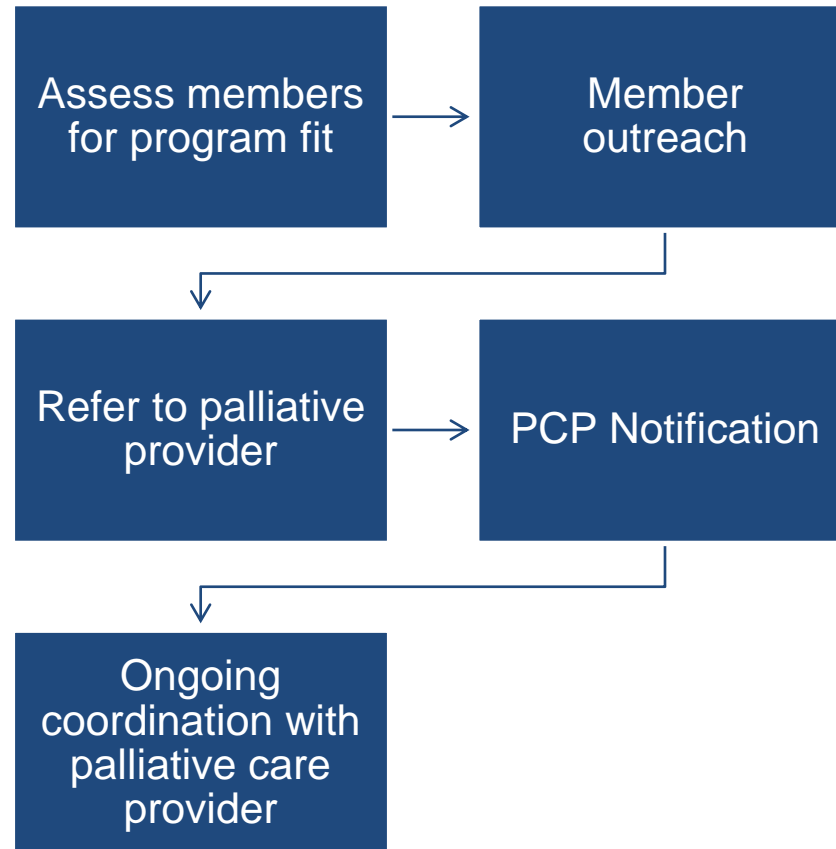 Assess members
for program fit
Member
outreach
Refer to palliative
provider
PCP Notification
Ongoing
coordination with
palliative care
provider